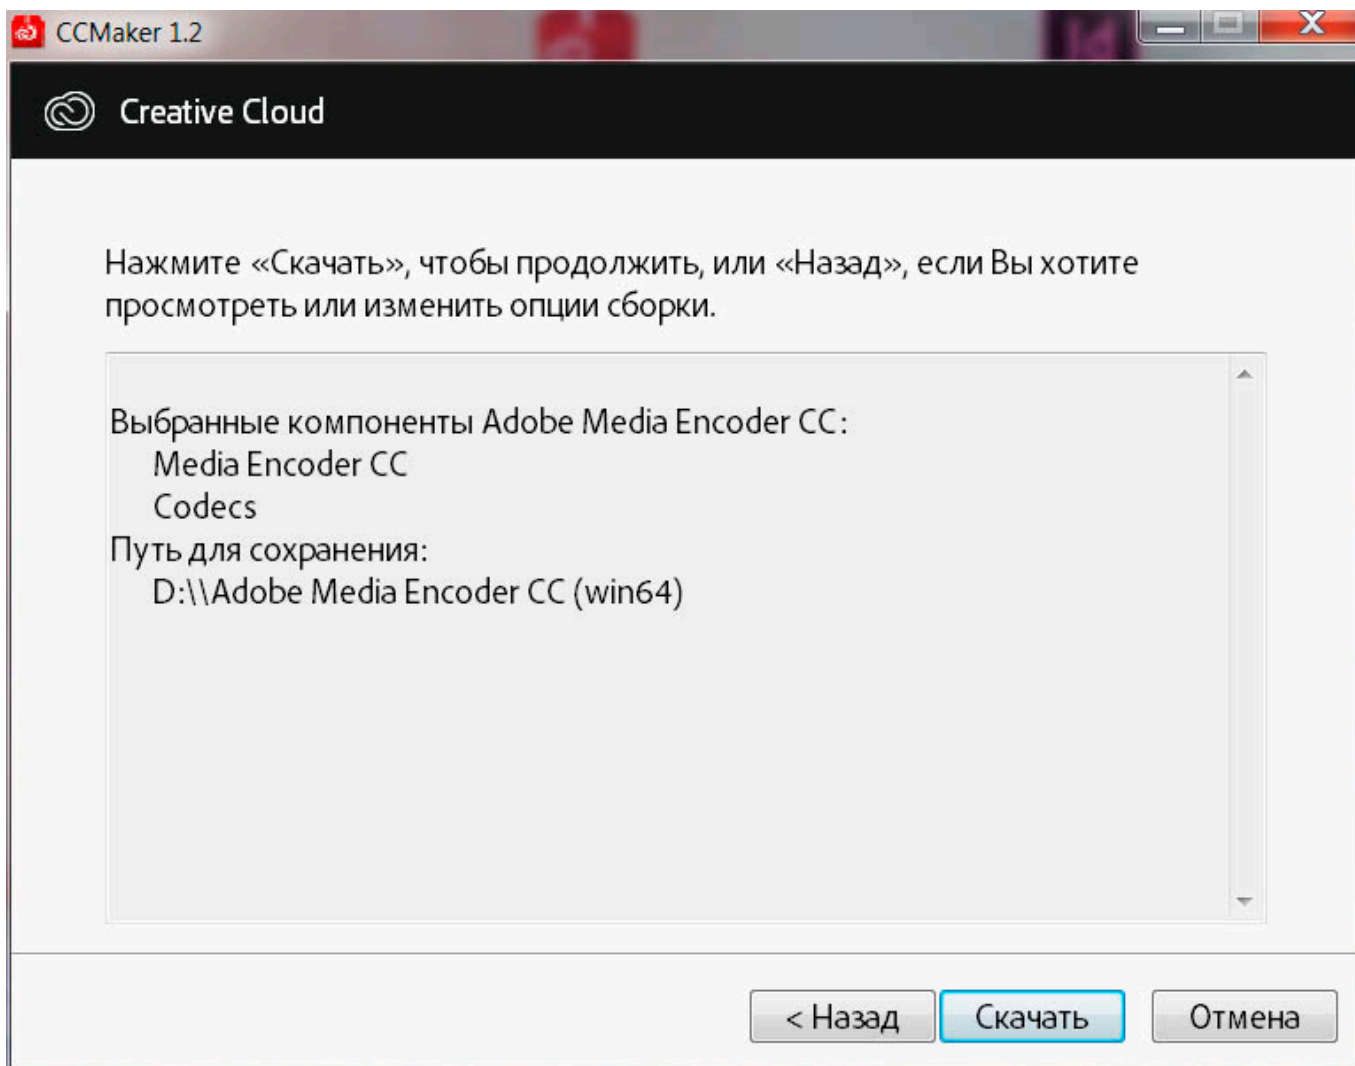 CCMaker 1.2
Creative Cloud
Нажмите «Скачать», чтобы продолжить, или «Назад», если Вы хотите
просмотреть или изменить опции сборки.
Выбранные компоненты Adobe Media Encoder CC:
Media Encoder CC
Codecs
Путь для сохранения:
D:\\Adobe Media Encoder CC (win64)
< Назад
Скачать
Отмена